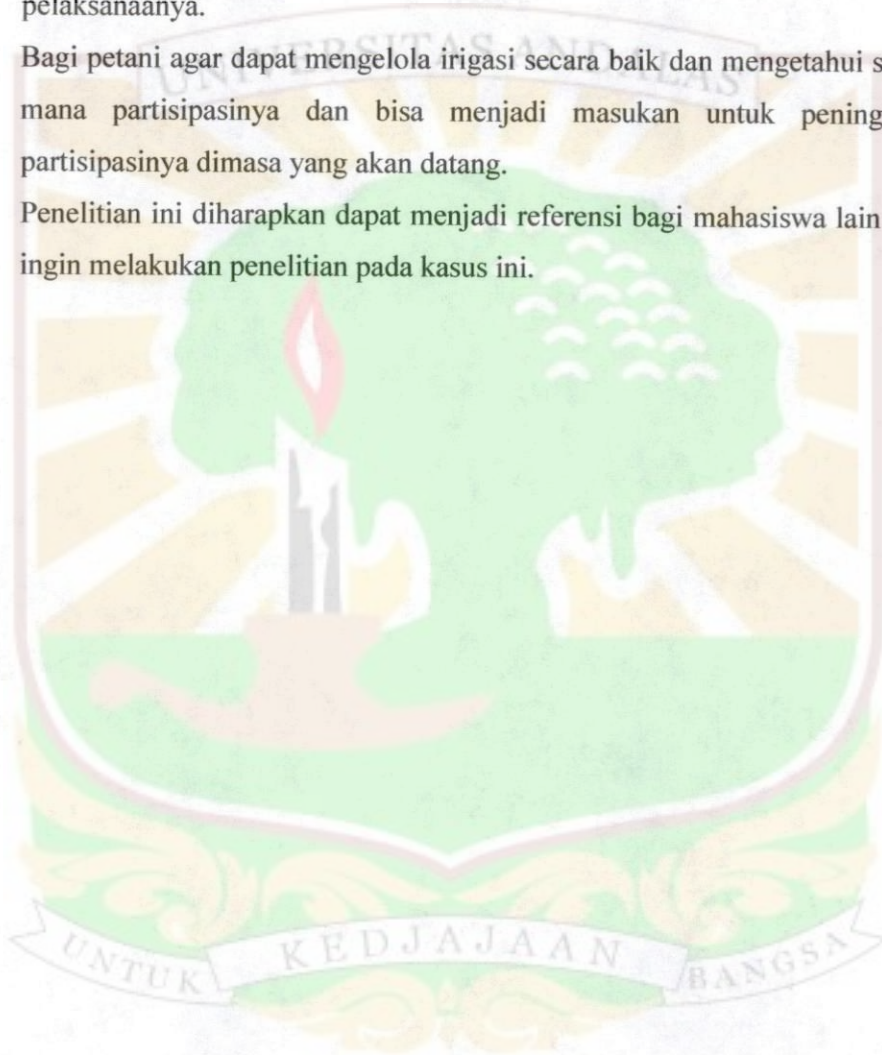 pelaksanaanya.
UNIVERSITAS ANDALAS
Bagi petani agar dapat mengelola irigasi secara baik dan mengetahui s
mana partisipasinya dan bisa menjadi masukan untuk pening
partisipasinya dimasa yang akan datang.
Penelitian ini diharapkan dapat menjadi referensi bagi mahasiswa lain
ingin melakukan penelitian pada kasus ini.
UNTUK KEDJAJAAN BANGSA